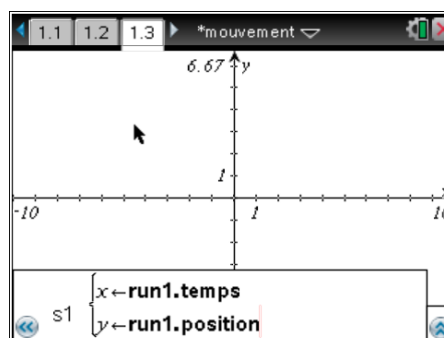 1.1 1.2 1.3 *mouvement
6.67 y
1
-10 1 10
s1 x←run1.temps
y←run1.position